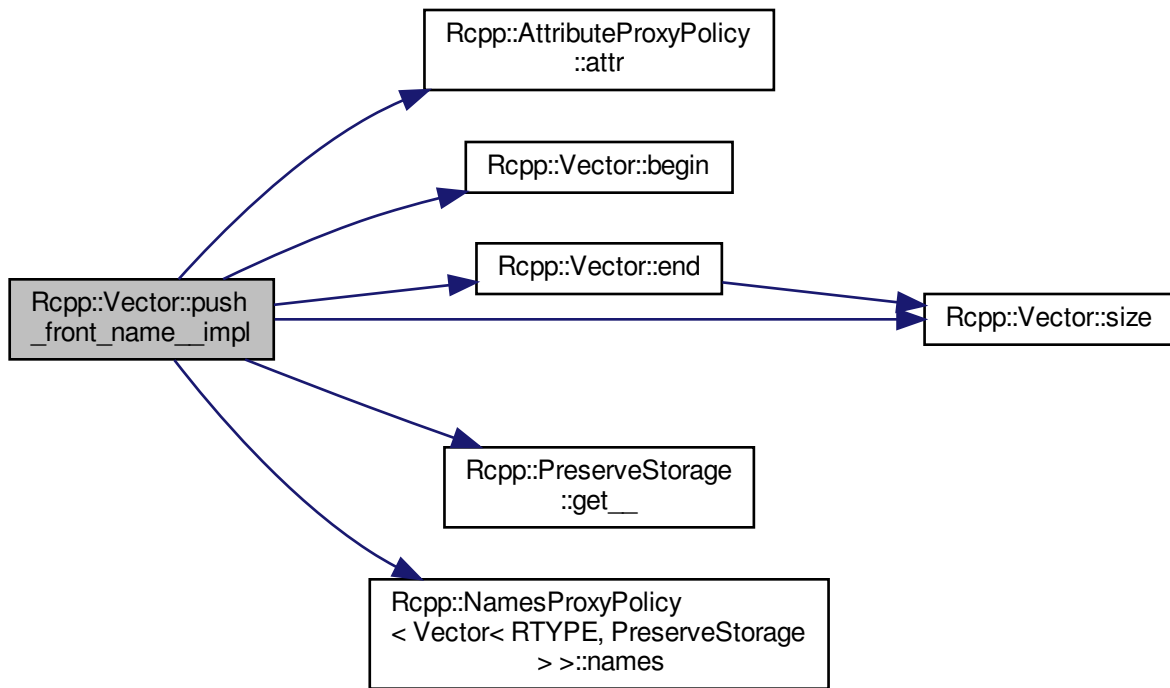 Rcpp::AttributeProxyPolicy
::attr
Rcpp::Vector::begin
Rcpp::Vector::end
Rcpp::Vector::push
_front_name__impl
Rcpp::Vector::size
Rcpp::PreserveStorage
::get__
Rcpp::NamesProxyPolicy
< Vector< RTYPE, PreserveStorage
> >::names